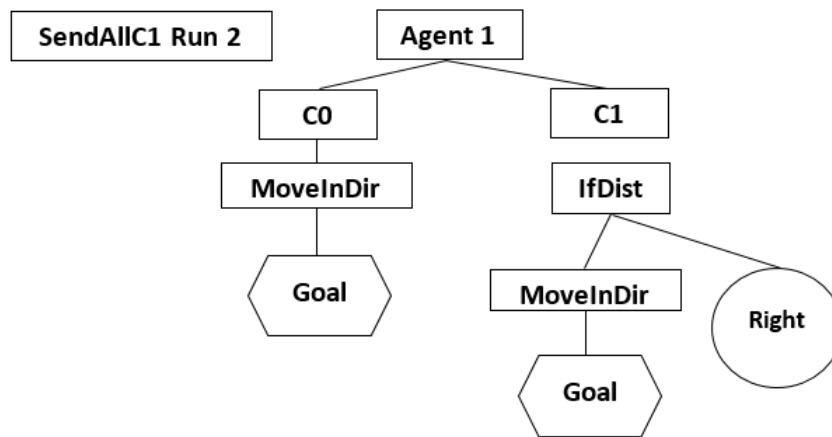 SendAllC1 Run 2
Agent 1
C0
C1
MoveInDir
IfDist
Goal
MoveInDir
Right
Goal